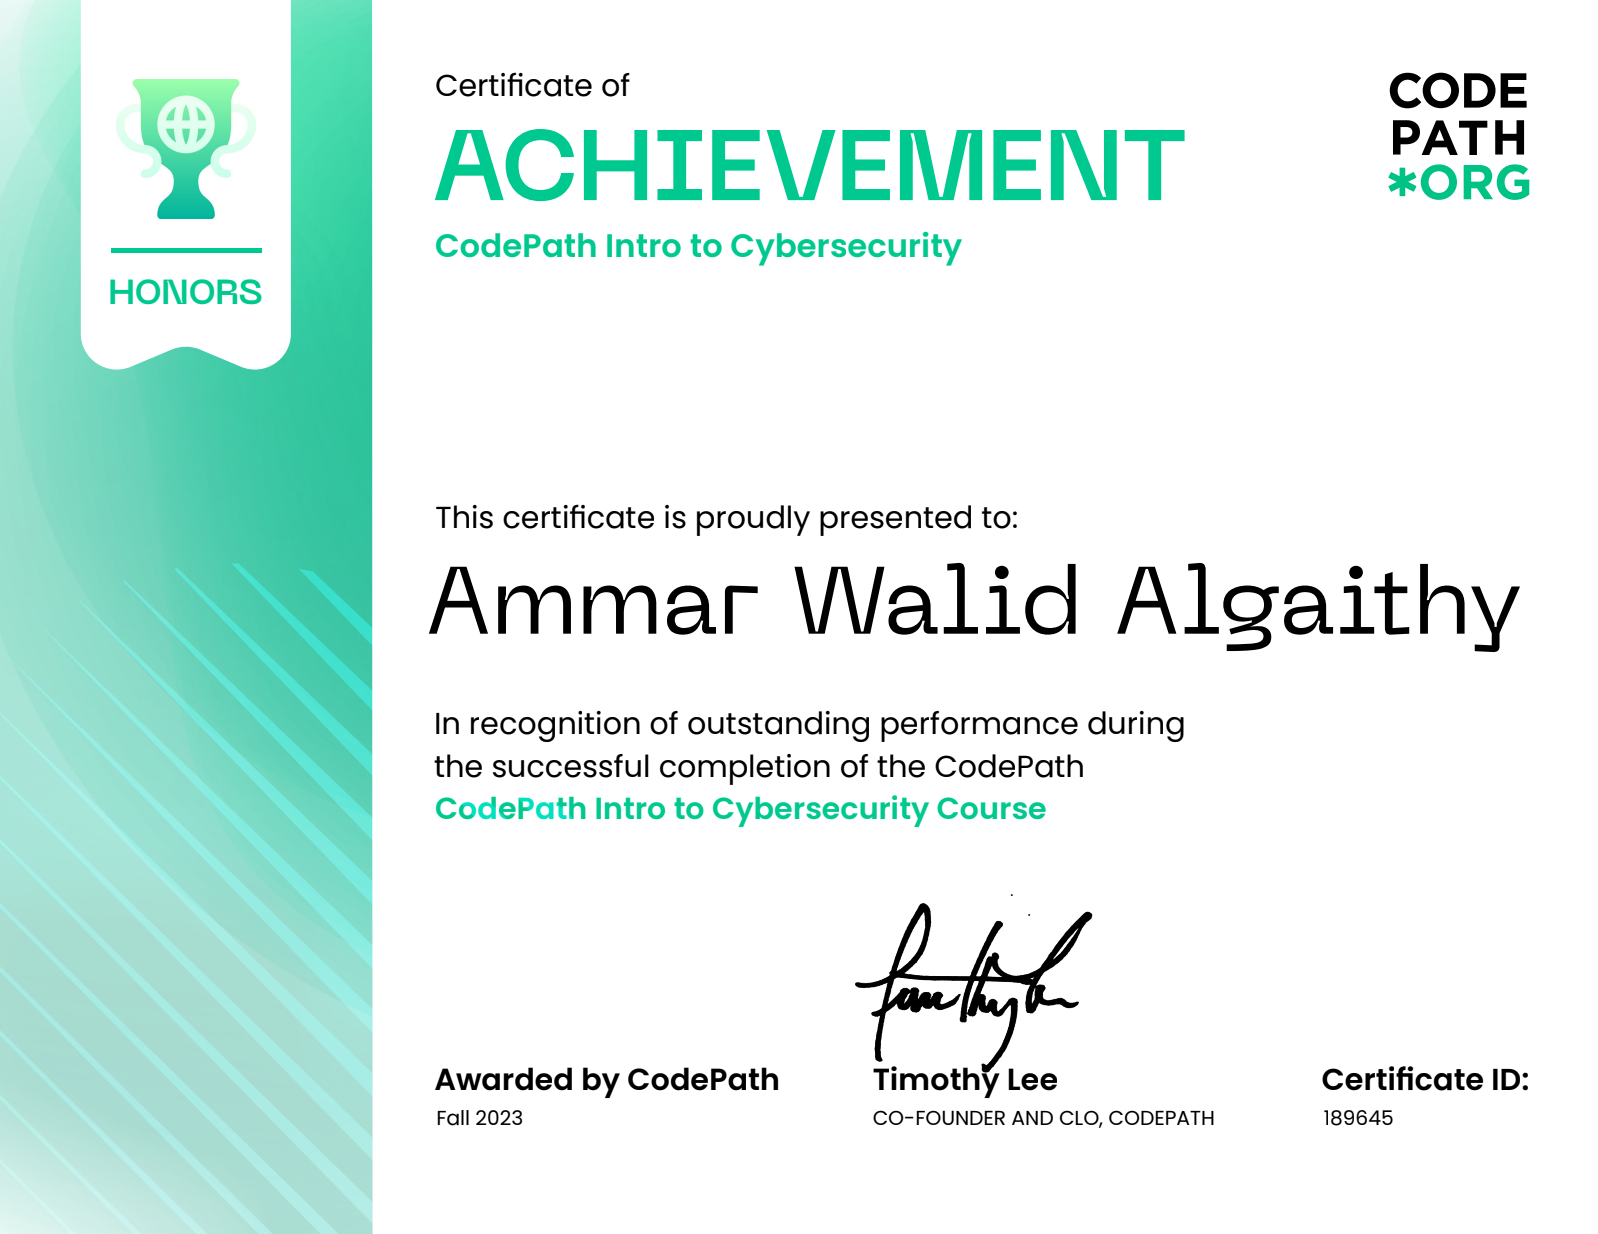 HONORS
Certificate of
ACHIEVEMENT
CodePath Intro to Cybersecurity
CODE
PATH
*ORG
This certificate is proudly presented to:
Ammar Walid Algaithy
In recognition of outstanding performance during
the successful completion of the CodePath
CodePath Intro to Cybersecurity Course
Awarded by CodePath
Fall 2023
Timothy Lee
CO-FOUNDER AND CLO, CODEPATH
Certificate ID:
189645